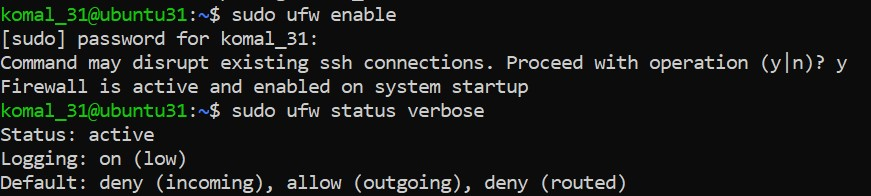 komal_31@ubuntu31:~$ sudo ufw enable
[sudo] password for komal_31:
Command may disrupt existing ssh connections. Proceed with operation (y|n)? y
Firewall is active and enabled on system startup
komal_31@ubuntu31:~$ sudo ufw status verbose
Status: active
Logging: on (low)
Default: deny (incoming), allow (outgoing), deny (routed)